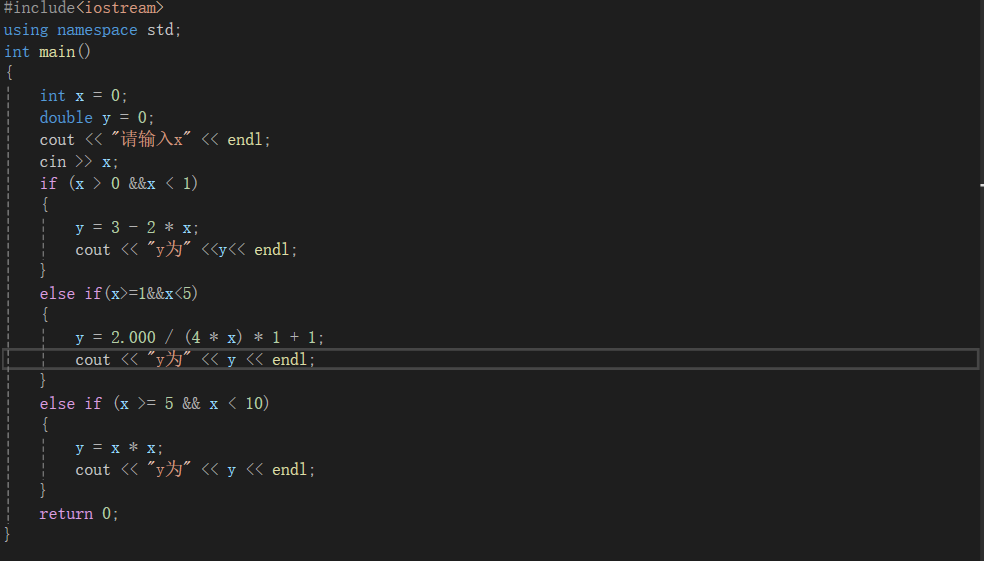 #include<iostream>
using namespace std;
int main()
{
    int x = 0;
    double y = 0;
    cout << "请输入x" << endl;
    cin >> x;
    if (x > 0 &&x < 1)
    {
        y = 3 - 2 * x;
        cout << "y为" <<y<< endl;
    }
    else if(x>=1&&x<5)
    {
        y = 2.000 / (4 * x) * 1 + 1;
        cout << "y为" << y << endl;
    }
    else if (x >= 5 && x < 10)
    {
        y = x * x;
        cout << "y为" << y << endl;
    }
    return 0;
}